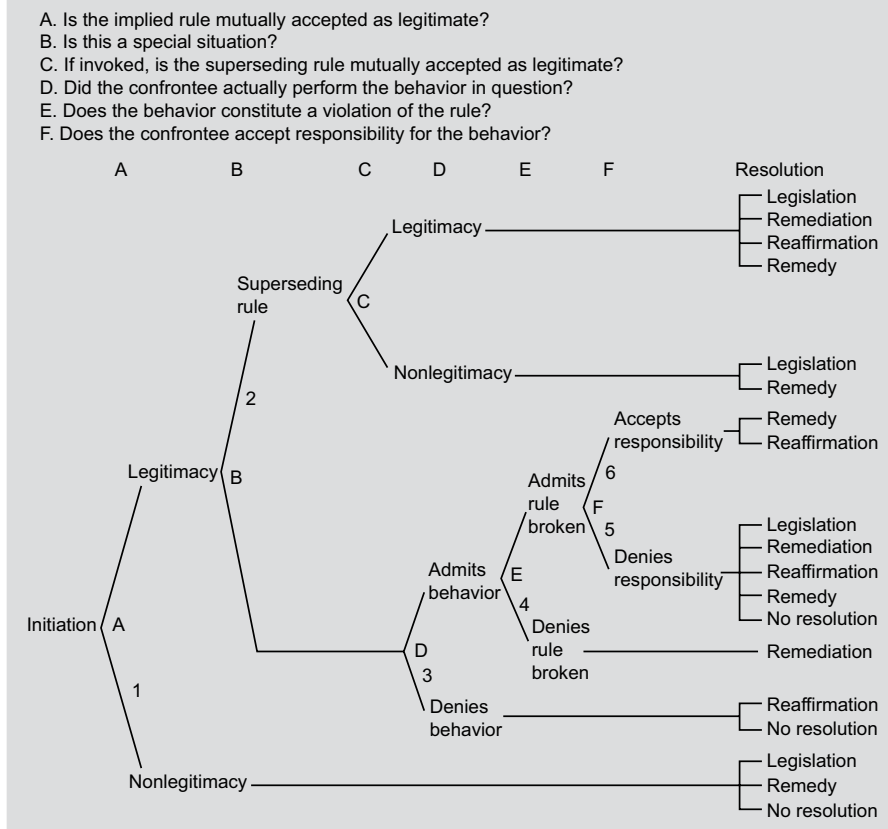 A. Is the implied rule mutually accepted as legitimate?
B. Is this a special situation?
C. If invoked, is the superseding rule mutually accepted as legitimate?
D. Did the confrontee actually perform the behavior in question?
E. Does the behavior constitute a violation of the rule?
F. Does the confrontee accept responsibility for the behavior?
A B C D E F Resolution
Legitimacy
Legislation
Remediation
Reaffirmation
Remedy
Superseding
rule
C
Nonlegitimacy
Legislation
Remedy
2
Accepts
responsibility
Remedy
Reaffirmation
Legitimacy
B
6
Admits
rule
broken
F
5
Denies
responsibility
Legislation
Remediation
Reaffirmation
Remedy
No resolution
Admits
behavior
E
4
Denies
rule
broken
Remediation
Initiation
A
D
3
Denies
behavior
Reaffirmation
No resolution
1
Nonlegitimacy
Legislation
Remedy
No resolution